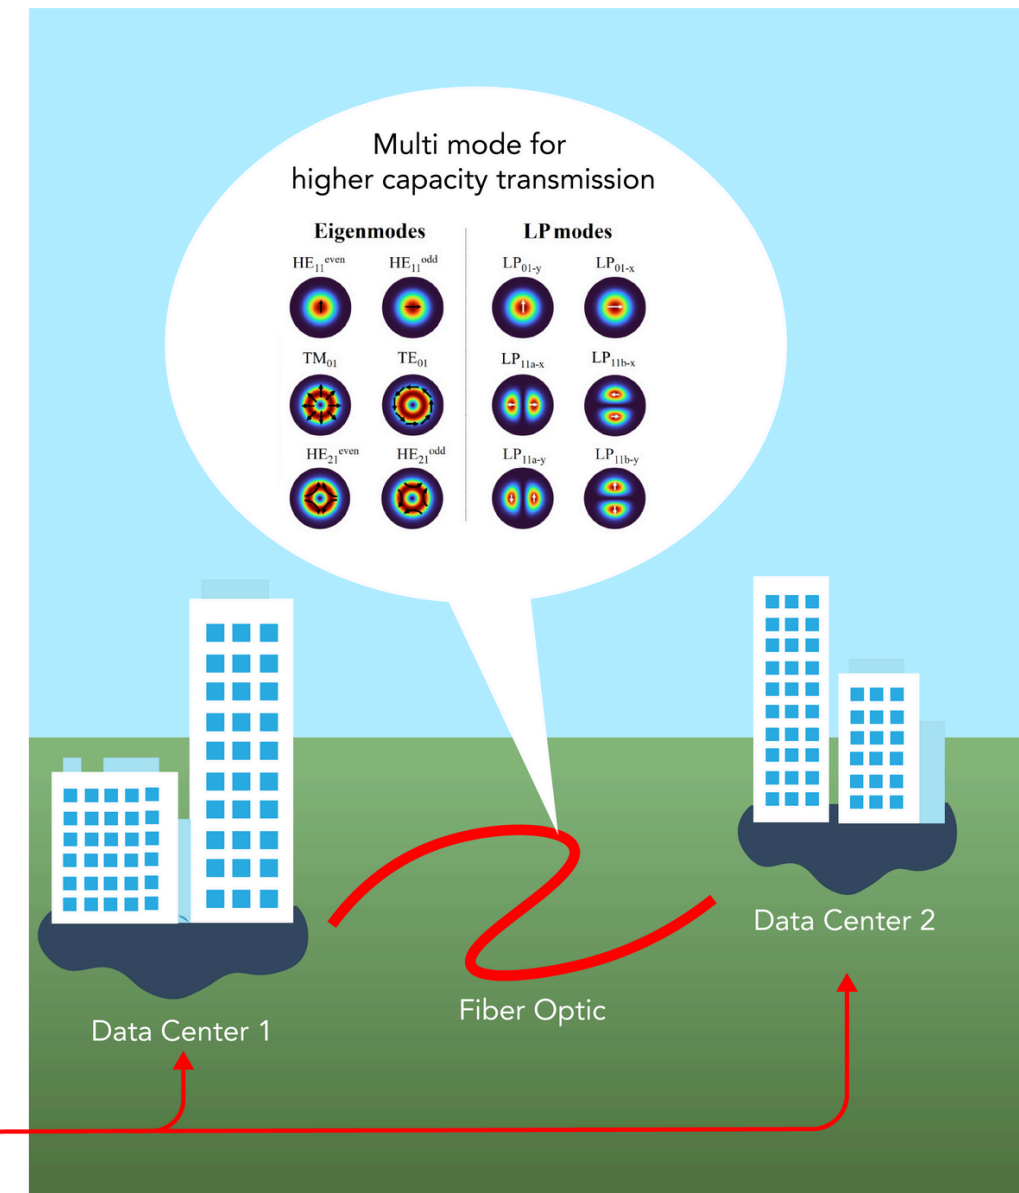 Multi mode for
higher capacity transmission
Eigenmodes LP modes
HE11even HE11odd LP01-y LP01-x
TM01 TE01 LP11a-x LP11b-x
HE21even HE21odd LP11a-y LP11b-y
Data Center 2
Fiber Optic
Data Center 1